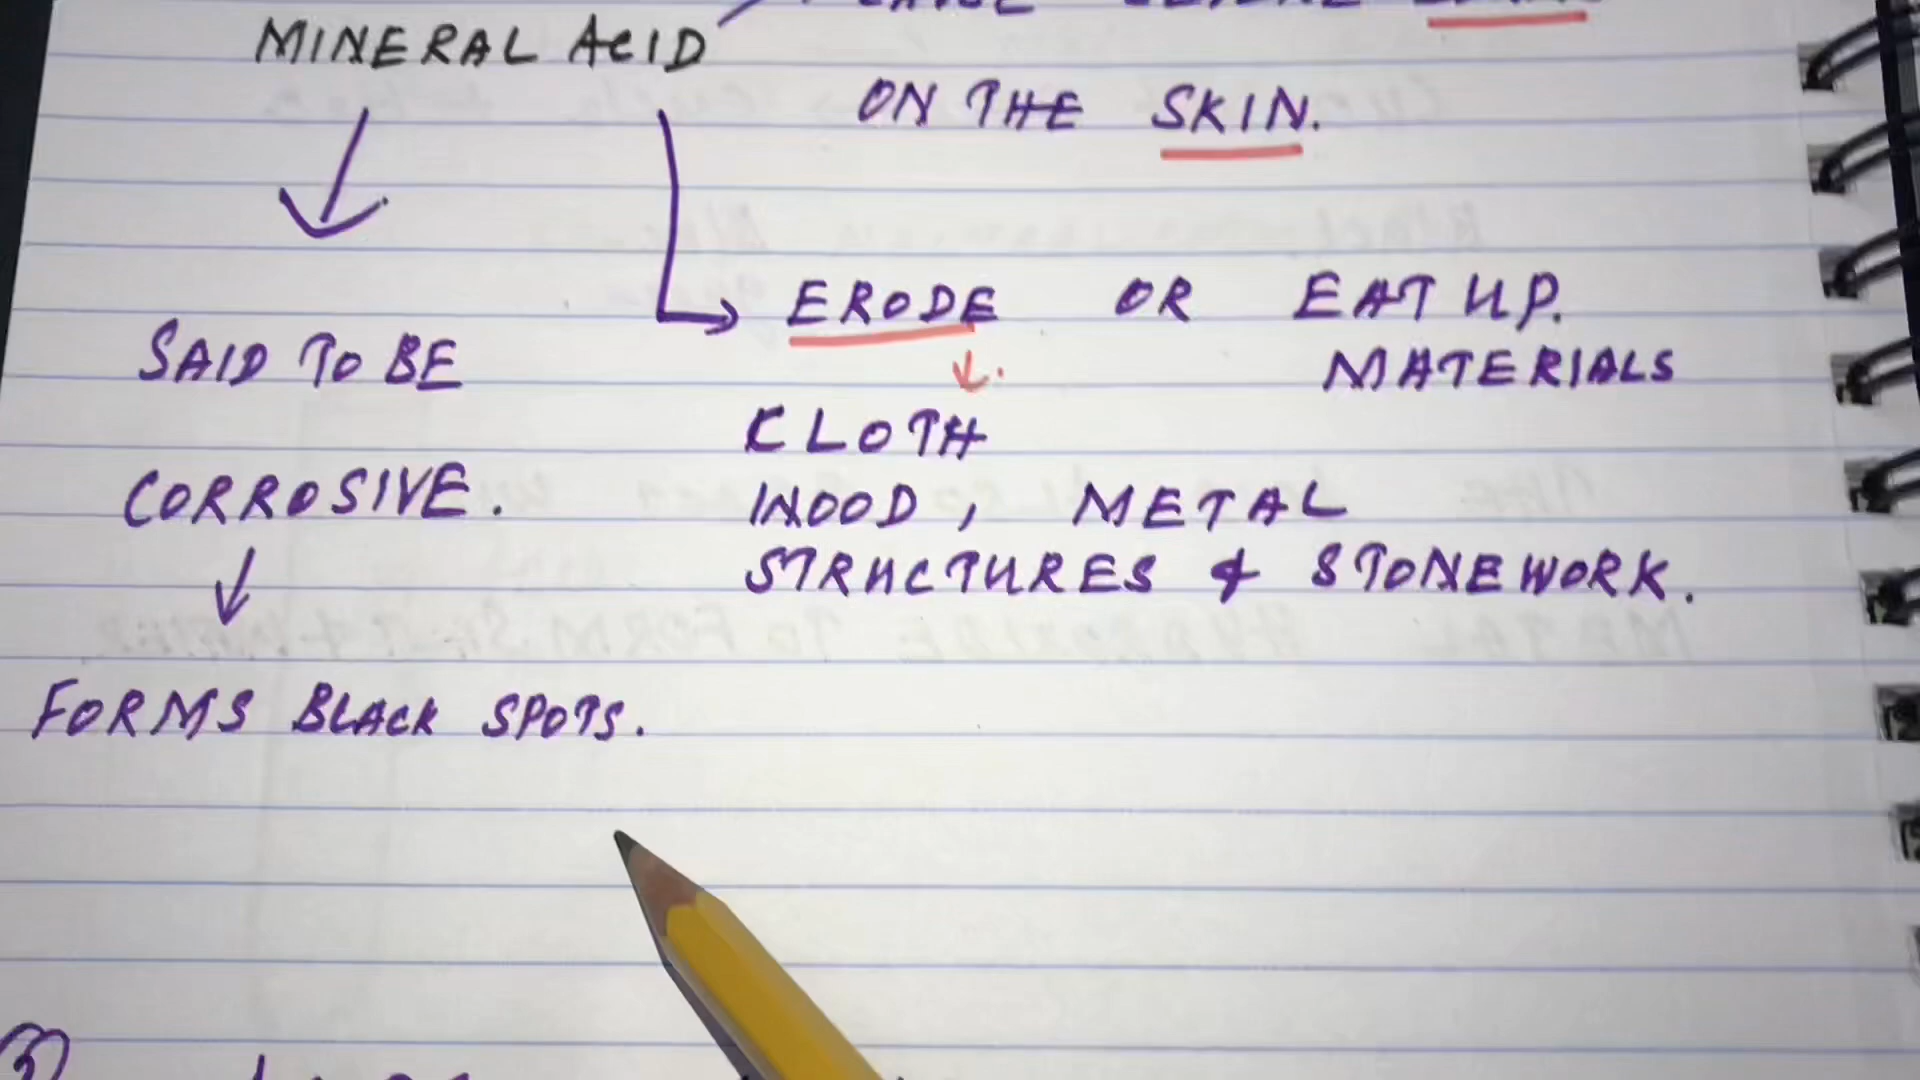 MINERAL ACID
ON THE SKIN.
ERODE OR EAT UP.
MATERIALS
SAID TO BE
CLOTH
CORROSIVE.
WOOD, METAL
STRUCTURES & STONEWORK.
FORMS BLACK SPOTS.